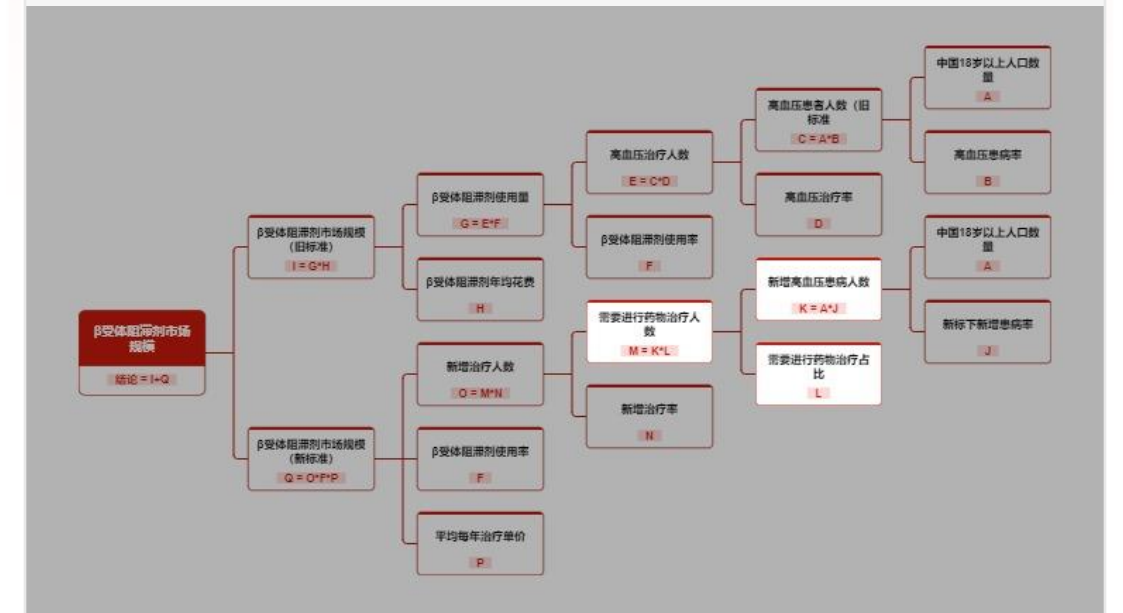 中国18岁以上人口数
量
A
高血压患者人数（旧
标准
C = A*B
高血压治疗人数
E = C*D
高血压患病率
B
β受体阻滞剂使用量
G = E*F
高血压治疗率
D
β受体阻滞剂市场规模
（旧标准）
I = G*H
β受体阻滞剂使用率
F
中国18岁以上人口数
量
A
β受体阻滞剂年均花费
H
新增高血压患病人数
K = A*J
β受体阻滞剂市场
规模
结论 = I+Q
需要进行药物治疗人
数
M = K*L
新标下新增患病率
J
新增治疗人数
O = M*N
需要进行药物治疗占
比
L
新增治疗率
N
β受体阻滞剂市场规模
（新标准）
Q = O*F*P
β受体阻滞剂使用率
F
平均每年治疗单价
P